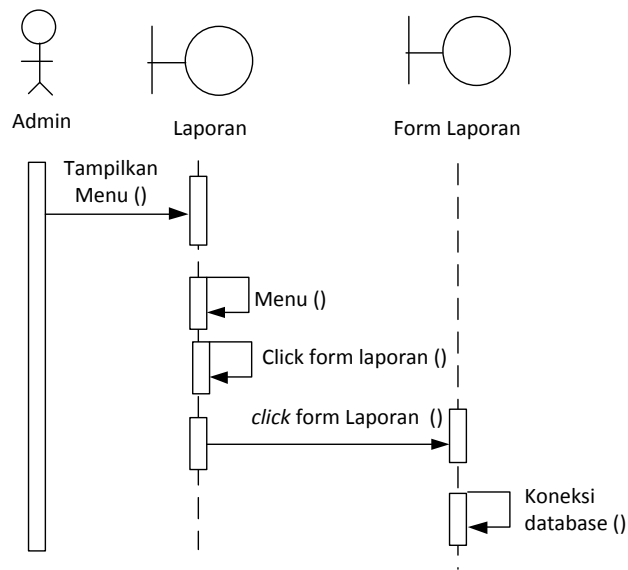 Admin
Laporan
Form Laporan
Tampilkan
Menu ()
Menu ()
Click form laporan ()
click form Laporan ()
Koneksi
database ()